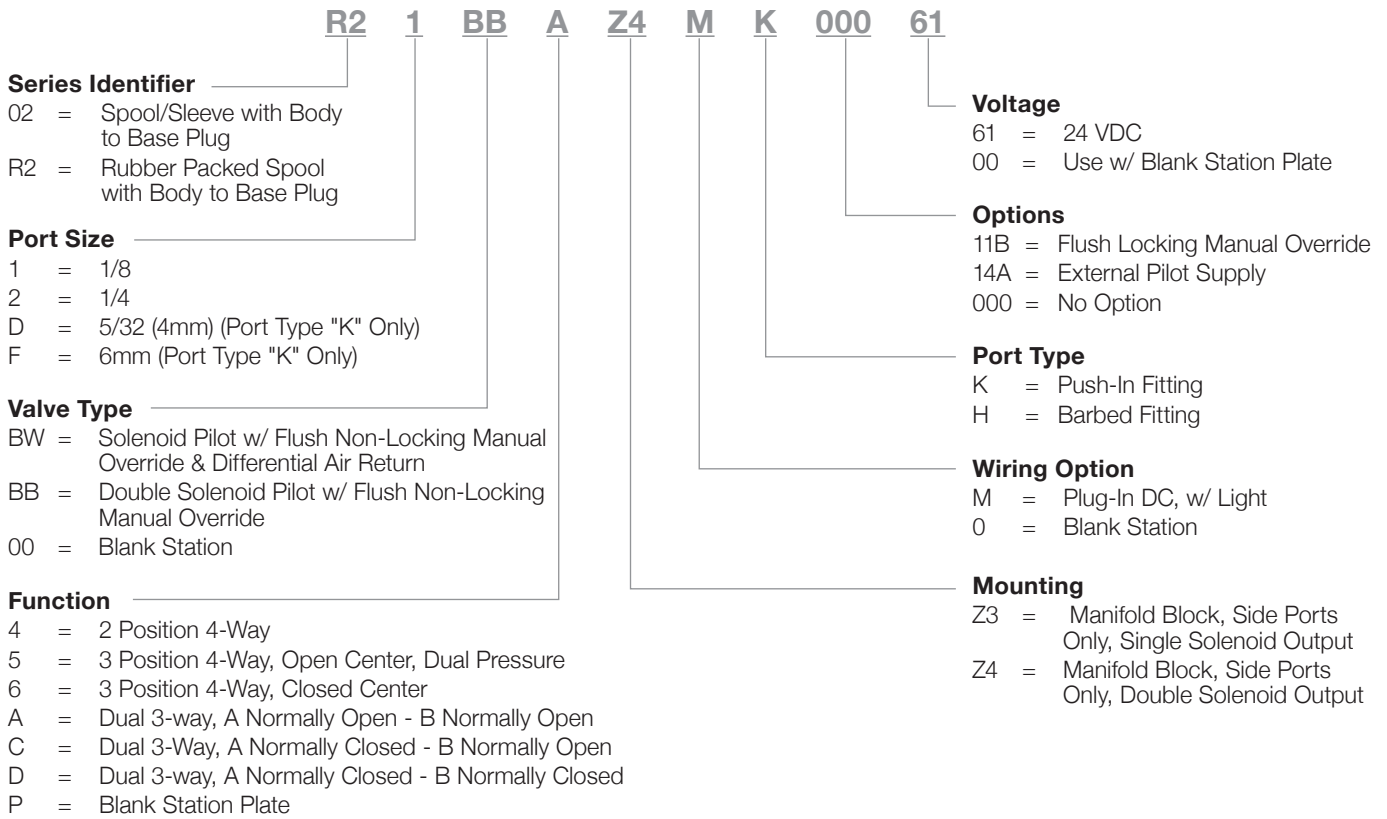 R2 1 BB A Z4 M K 000 61
Series Identifier
02 = Spool/Sleeve with Body
to Base Plug
R2 = Rubber Packed Spool
with Body to Base Plug
Port Size
1 = 1/8
2 = 1/4
D = 5/32 (4mm) (Port Type "K" Only)
F = 6mm (Port Type "K" Only)
Valve Type
BW = Solenoid Pilot w/ Flush Non-Locking Manual
Override & Differential Air Return
BB = Double Solenoid Pilot w/ Flush Non-Locking
Manual Override
00 = Blank Station
Function
4 = 2 Position 4-Way
5 = 3 Position 4-Way, Open Center, Dual Pressure
6 = 3 Position 4-Way, Closed Center
A = Dual 3-way, A Normally Open - B Normally Open
C = Dual 3-Way, A Normally Closed - B Normally Open
D = Dual 3-way, A Normally Closed - B Normally Closed
P = Blank Station Plate
Voltage
61 = 24 VDC
00 = Use w/ Blank Station Plate
Options
11B = Flush Locking Manual Override
14A = External Pilot Supply
000 = No Option
Port Type
K = Push-In Fitting
H = Barbed Fitting
Wiring Option
M = Plug-In DC, w/ Light
0 = Blank Station
Mounting
Z3 = Manifold Block, Side Ports
Only, Single Solenoid Output
Z4 = Manifold Block, Side Ports
Only, Double Solenoid Output